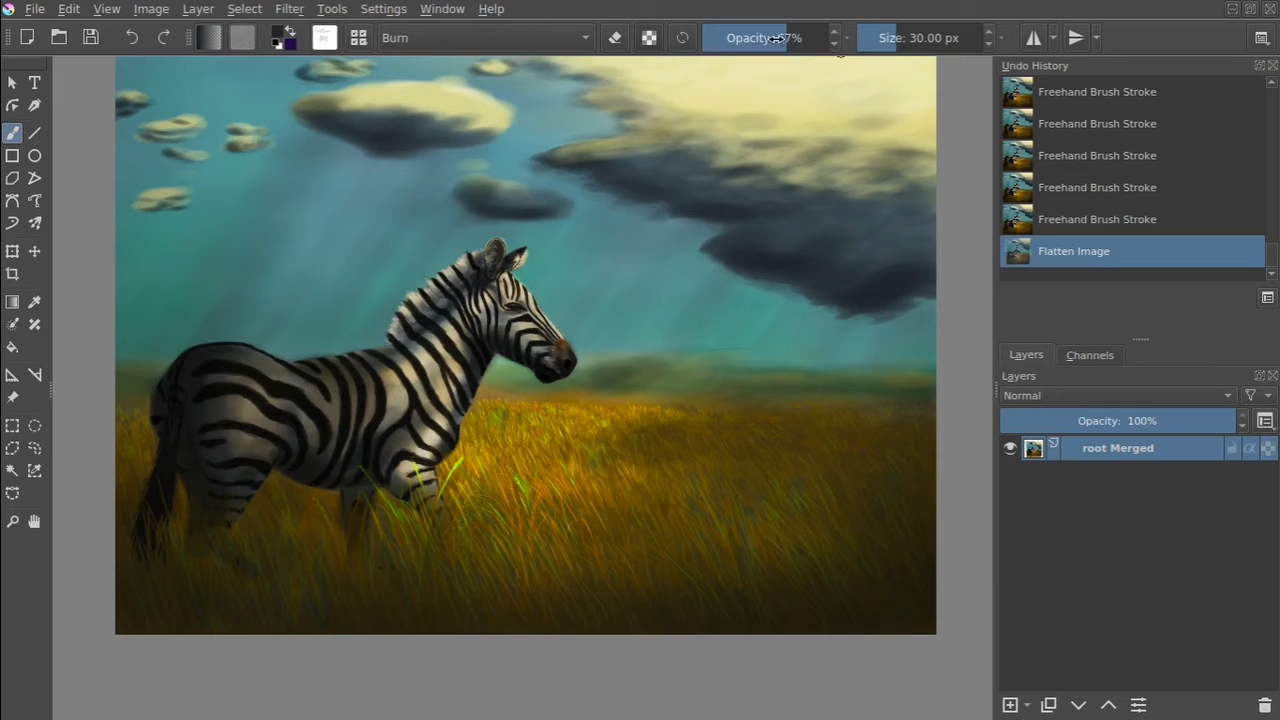 File Edit View Image Layer Select Filter Tools Settings Window Help
Burn
Size: 30.00 px
Undo History
Freehand Brush Stroke
Freehand Brush Stroke
Freehand Brush Stroke
Freehand Brush Stroke
Freehand Brush Stroke
Flatten Image
Layers Channels
Layers
Normal
Opacity: 100%
root Merged